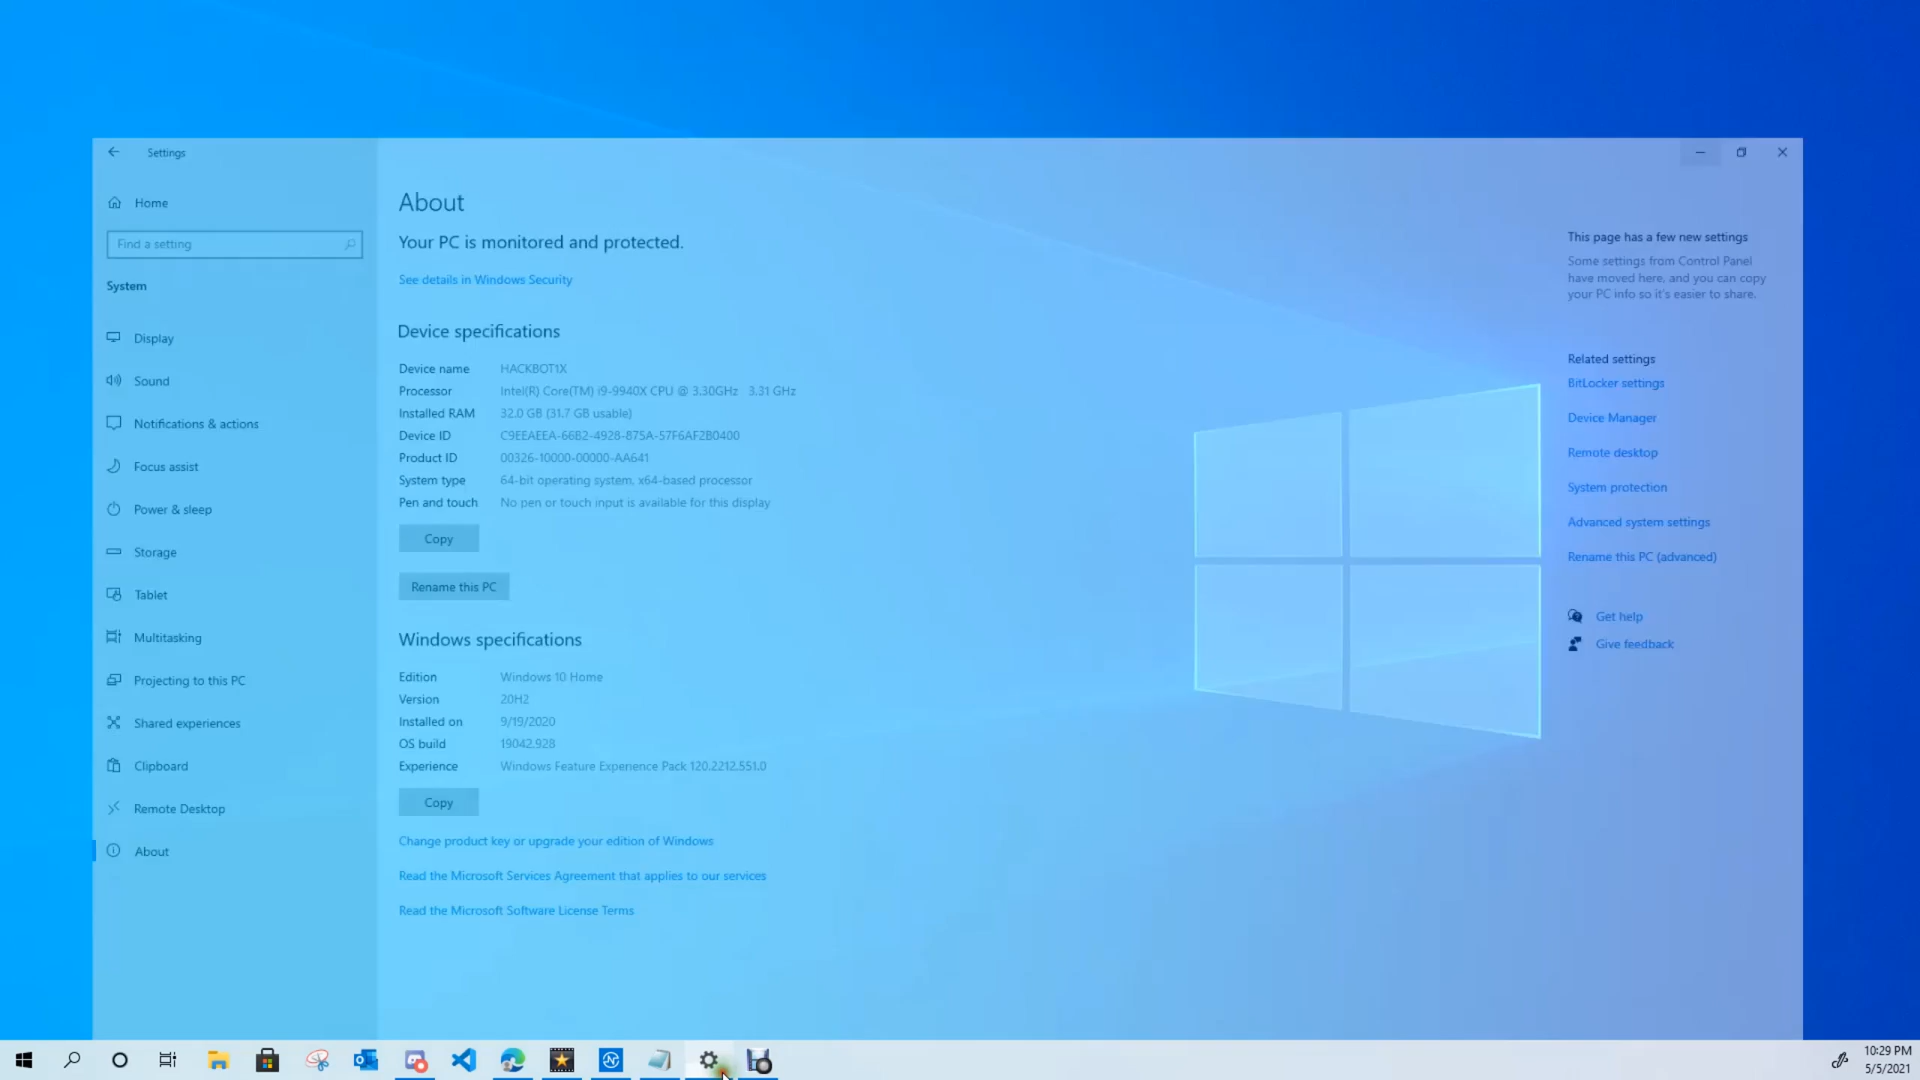 Settings
Home
Find a setting
System
Display
Sound
Notifications & actions
Focus assist
Power & sleep
Storage
Tablet
Multitasking
Projecting to this PC
Shared experiences
Clipboard
Remote Desktop
About
About
Your PC is monitored and protected.
See details in Windows Security
Device specifications
Device name HACKBOT1X
Processor Intel(R) Core(TM) i9-9940X CPU @ 3.30GHz 3.31 GHz
Installed RAM 32.0 GB (31.7 GB usable)
Device ID C9EEAEEA-66B2-4928-875A-57F6AF2B0400
Product ID 00326-10000-00000-AA641
System type 64-bit operating system, x64-based processor
Pen and touch No pen or touch input is available for this display
Copy
Rename this PC
Windows specifications
Edition Windows 10 Home
Version 20H2
Installed on 9/19/2020
OS build 19042.928
Experience Windows Feature Experience Pack 120.2212.551.0
Copy
Change product key or upgrade your edition of Windows
Read the Microsoft Services Agreement that applies to our services
Read the Microsoft Software License Terms
This page has a few new settings
Some settings from Control Panel
have moved here, and you can copy
your PC info so it's easier to share.
Related settings
BitLocker settings
Device Manager
Remote desktop
System protection
Advanced system settings
Rename this PC (advanced)
Get help
Give feedback
10:29 PM
5/5/2021